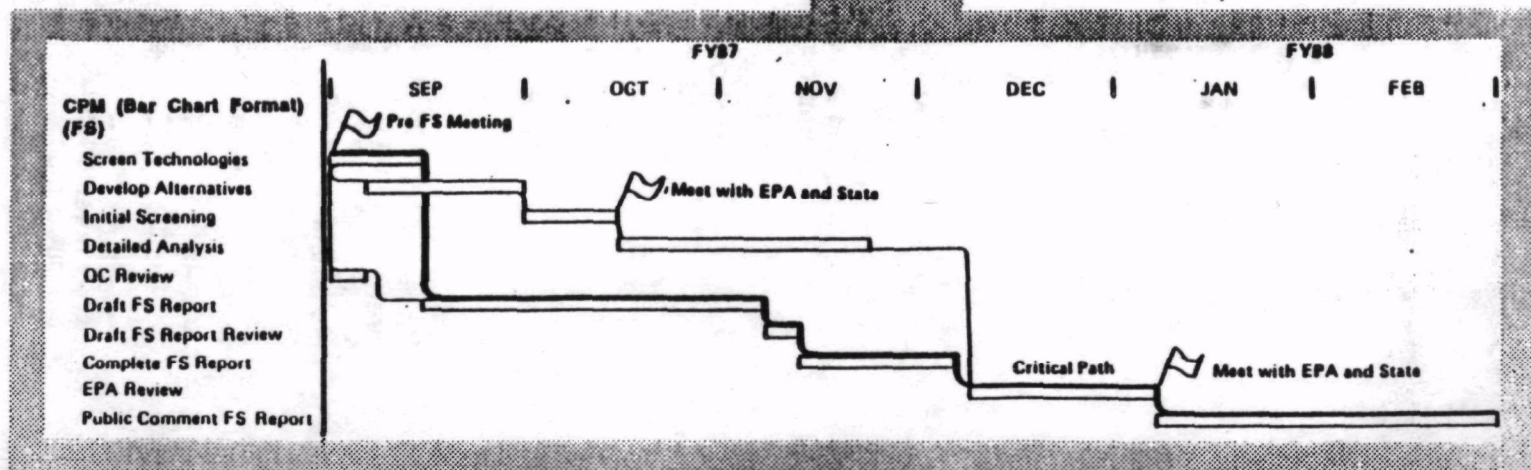 FY87 FY88
SEP OCT NOV DEC JAN FEB
CPM (Bar Chart Format)
(FS)
Pre FS Meeting
Screen Technologies
Develop Alternatives
Meet with EPA and State
Initial Screening
Detailed Analysis
QC Review
Draft FS Report
Draft FS Report Review
Complete FS Report
Critical Path
Meet with EPA and State
EPA Review
Public Comment FS Report